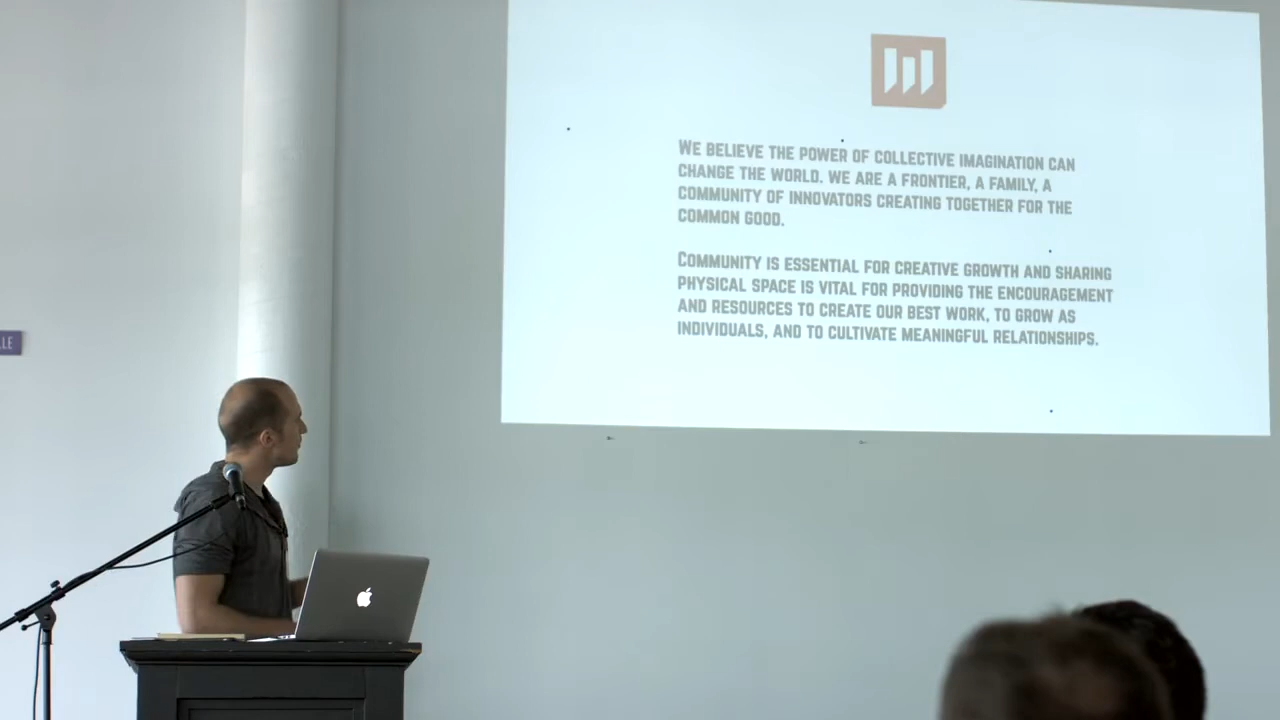 We believe the power of collective imagination can
change the world. We are a frontier, a family, a
community of innovators creating together for the
common good.
Community is essential for creative growth and sharing
physical space is vital for providing the encouragement
and resources to create our best work, to grow as
individuals, and to cultivate meaningful relationships.
LLE